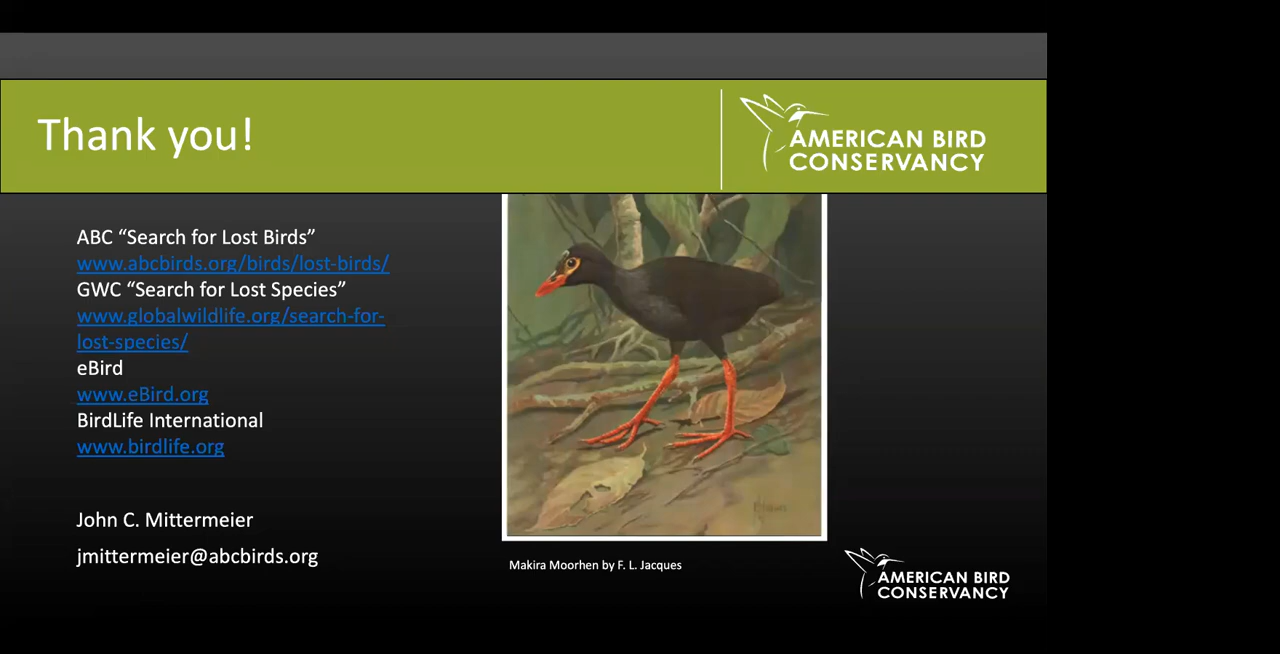 Thank you!
AMERICAN BIRD
CONSERVANCY
ABC “Search for Lost Birds”
www.abcbirds.org/birds/lost-birds/
GWC “Search for Lost Species”
www.globalwildlife.org/search-for-
lost-species/
eBird
www.eBird.org
BirdLife International
www.birdlife.org
John C. Mittermeier
jmittermeier@abcbirds.org
Makira Moorhen by F. L. Jacques
AMERICAN BIRD
CONSERVANCY